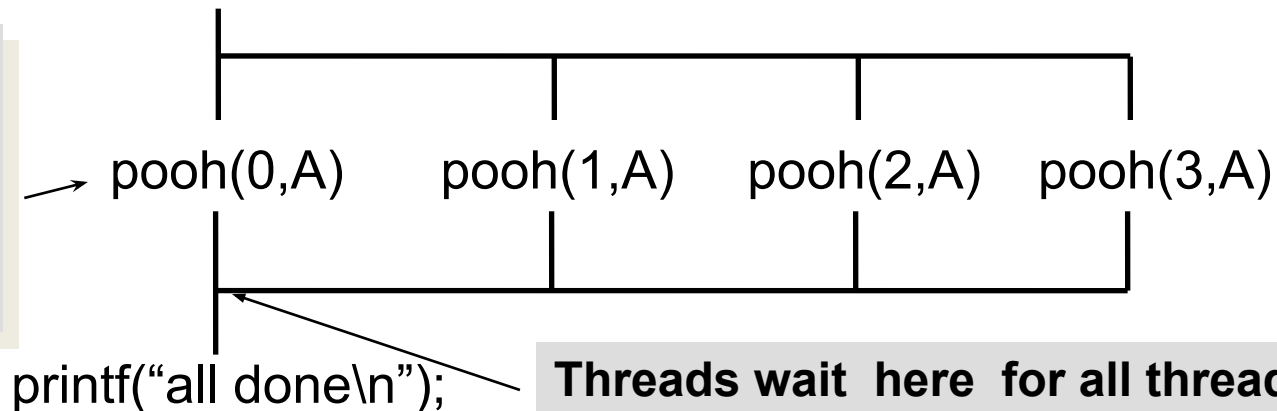 pooh(0,A) pooh(1,A) pooh(2,A) pooh(3,A)
printf(“all done\n”); Threads wait here for all thread